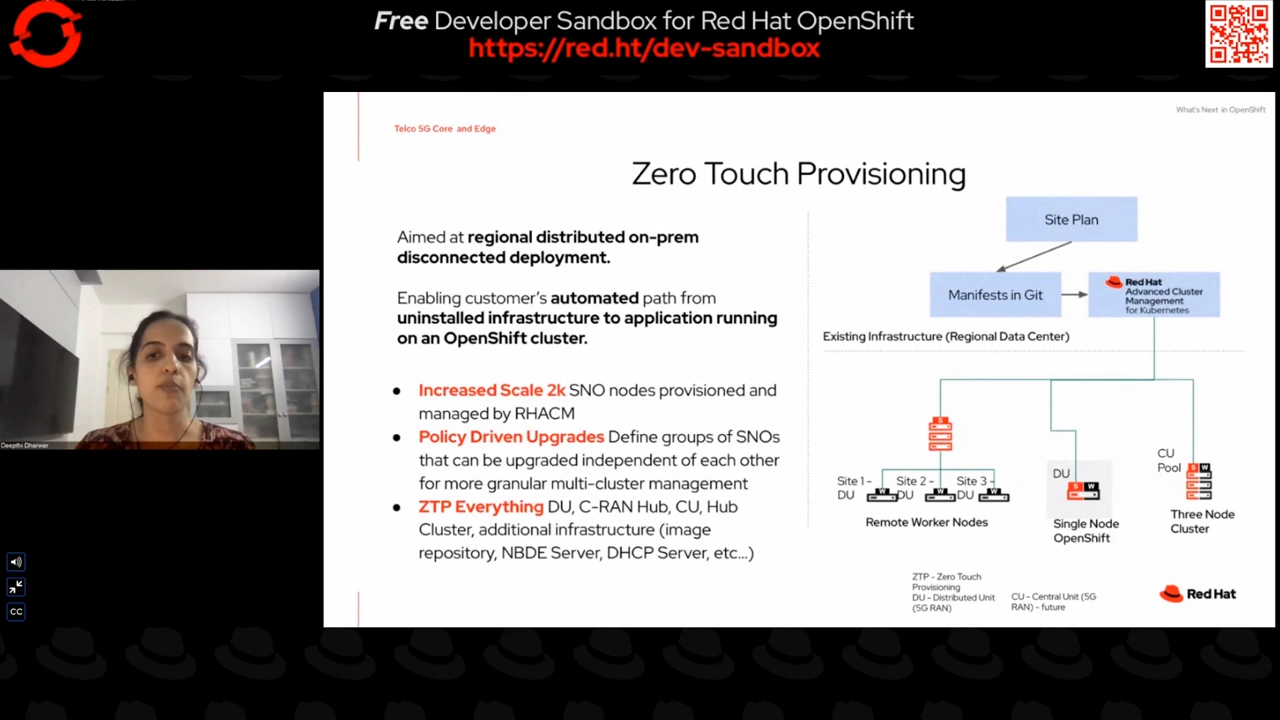 Free Developer Sandbox for Red Hat OpenShift
https://red.ht/dev-sandbox
What's Next in OpenShift
Telco 5G Core and Edge
Zero Touch Provisioning
Aimed at regional distributed on-prem
disconnected deployment.
Enabling customer's automated path from
uninstalled infrastructure to application running
on an OpenShift cluster.
● Increased Scale 2k SNO nodes provisioned and
managed by RHACM
● Policy Driven Upgrades Define groups of SNOs
that can be upgraded independent of each other
for more granular multi-cluster management
● ZTP Everything DU, C-RAN Hub, CU, Hub
Cluster, additional infrastructure (image
repository, NBDE Server, DHCP Server, etc...)
Site Plan
Manifests in Git
Red Hat
Advanced Cluster
Management
for Kubernetes
Existing Infrastructure (Regional Data Center)
S
Site 1 -
DU
W
Site 2 -
DU
W
Site 3 -
DU
W
Remote Worker Nodes
DU
S W
Single Node
OpenShift
CU
Pool
S W
Three Node
Cluster
ZTP - Zero Touch
Provisioning
DU - Distributed Unit
(5G RAN)
CU - Central Unit (5G
RAN) - future
Red Hat
Deepthi Dharwar
CC